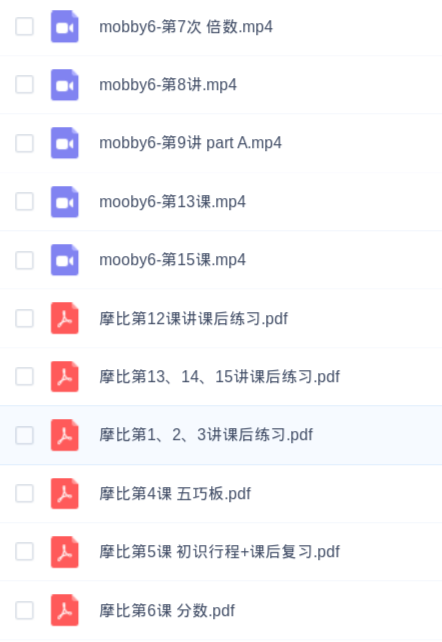 mobby6-第7次 倍数.mp4
mobby6-第8讲.mp4
mobby6-第9讲 part A.mp4
mooby6-第13课.mp4
mooby6-第15课.mp4
摩比第12课讲课后练习.pdf
摩比第13、14、15讲课后练习.pdf
摩比第1、2、3讲课后练习.pdf
摩比第4课 五巧板.pdf
摩比第5课 初识行程+课后复习.pdf
摩比第6课 分数.pdf